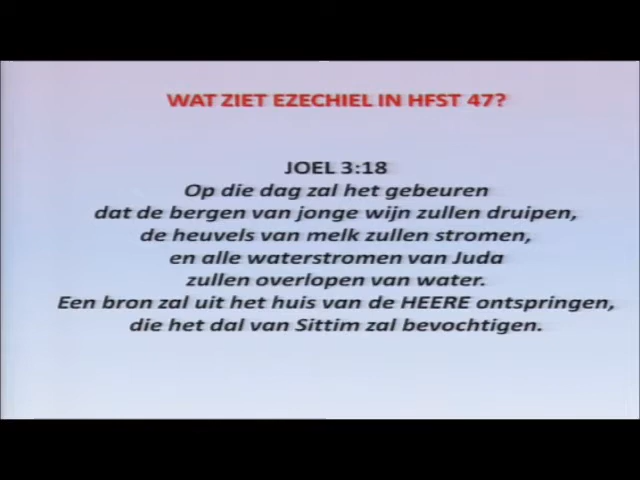 WAT ZIET EZECHIEL IN HFST 47?
JOEL 3:18
Op die dag zal het gebeuren
dat de bergen van jonge wijn zullen druipen,
de heuvels van melk zullen stromen,
en alle waterstromen van Juda
zullen overlopen van water.
Een bron zal uit het huis van de HEERE ontspringen,
die het dal van Sittim zal bevochtigen.